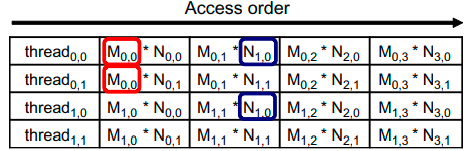 Access order
thread₀,₀ M₀,₀ * N₀,₀ M₀,₁ * N₁,₀ M₀,₂ * N₂,₀ M₀,₃ * N₃,₀
thread₀,₁ M₀,₀ * N₀,₁ M₀,₁ * N₁,₁ M₀,₂ * N₂,₁ M₀,₃ * N₃,₁
thread₁,₀ M₁,₀ * N₀,₀ M₁,₁ * N₁,₀ M₁,₂ * N₂,₀ M₁,₃ * N₃,₀
thread₁,₁ M₁,₀ * N₀,₁ M₁,₁ * N₁,₁ M₁,₂ * N₂,₁ M₁,₃ * N₃,₁